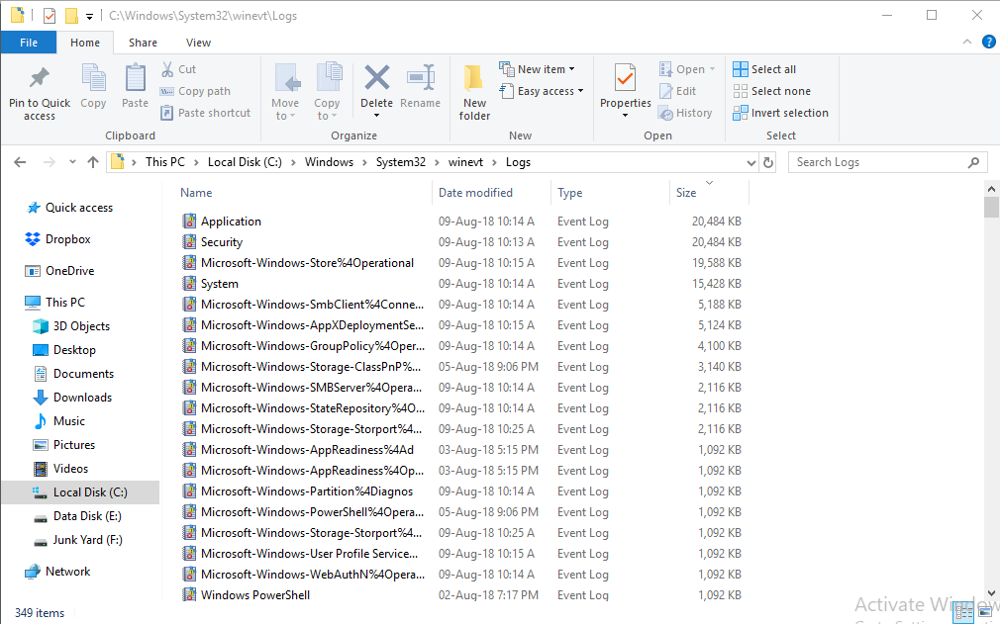 C:\Windows\System32\winevt\Logs
File Home Share View
Pin to Quick access
Copy
Paste
Cut
Copy path
Paste shortcut
Clipboard
Move to
Copy to
Delete
Rename
Organize
New folder
New item
Easy access
New
Properties
Open
Edit
History
Open
Select all
Select none
Invert selection
Select
This PC > Local Disk (C:) > Windows > System32 > winevt > Logs
Search Logs
Quick access
Dropbox
OneDrive
This PC
3D Objects
Desktop
Documents
Downloads
Music
Pictures
Videos
Local Disk (C:)
Data Disk (E:)
Junk Yard (F:)
Network
Name Date modified Type Size
Application 09-Aug-18 10:14 A Event Log 20,484 KB
Security 09-Aug-18 10:13 A Event Log 20,484 KB
Microsoft-Windows-Store%4Operational 09-Aug-18 10:15 A Event Log 19,588 KB
System 09-Aug-18 10:14 A Event Log 15,428 KB
Microsoft-Windows-SmbClient%4Conne... 09-Aug-18 10:14 A Event Log 5,188 KB
Microsoft-Windows-AppXDeploymentSe... 09-Aug-18 10:15 A Event Log 5,124 KB
Microsoft-Windows-GroupPolicy%4Oper... 09-Aug-18 10:14 A Event Log 4,100 KB
Microsoft-Windows-Storage-ClassPnP%... 05-Aug-18 9:06 PM Event Log 3,140 KB
Microsoft-Windows-SMBServer%4Opera... 09-Aug-18 10:14 A Event Log 2,116 KB
Microsoft-Windows-StateRepository%4O... 09-Aug-18 10:14 A Event Log 2,116 KB
Microsoft-Windows-Storage-Storport%4... 09-Aug-18 10:25 A Event Log 2,116 KB
Microsoft-Windows-AppReadiness%4Ad 03-Aug-18 5:15 PM Event Log 1,092 KB
Microsoft-Windows-AppReadiness%4Op... 03-Aug-18 5:15 PM Event Log 1,092 KB
Microsoft-Windows-Partition%4Diagnos 09-Aug-18 10:14 A Event Log 1,092 KB
Microsoft-Windows-PowerShell%4Opera... 05-Aug-18 9:06 PM Event Log 1,092 KB
Microsoft-Windows-Storage-Storport%4... 09-Aug-18 10:25 A Event Log 1,092 KB
Microsoft-Windows-User Profile Service... 09-Aug-18 10:15 A Event Log 1,092 KB
Microsoft-Windows-WebAuthN%4Opera... 09-Aug-18 10:14 A Event Log 1,092 KB
Windows PowerShell 02-Aug-18 7:17 PM Event Log 1,092 KB
349 items
Activate Window